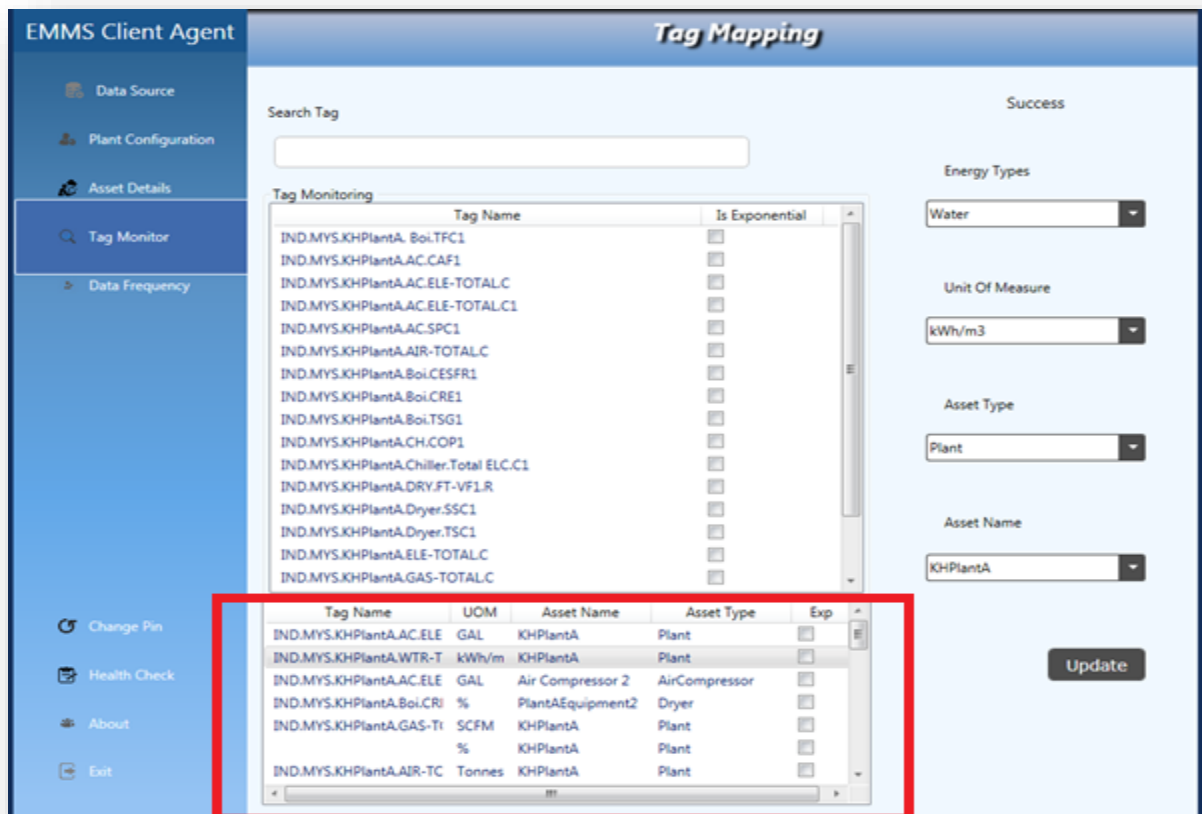 EMMS Client Agent
Tag Mapping
Data Source
Plant Configuration
Asset Details
Tag Monitor
Data Frequency
Change Pin
Health Check
About
Exit
Search Tag
Tag Monitoring
Tag Name Is Exponential
IND.MYS.KHPlantA. Boi.TFC1
IND.MYS.KHPlantA.AC.CAF1
IND.MYS.KHPlantA.AC.ELE-TOTAL.C
IND.MYS.KHPlantA.AC.ELE-TOTAL.C1
IND.MYS.KHPlantA.AC.SPC1
IND.MYS.KHPlantA.AIR-TOTAL.C
IND.MYS.KHPlantA.Boi.CESFR1
IND.MYS.KHPlantA.Boi.CRE1
IND.MYS.KHPlantA.Boi.TSG1
IND.MYS.KHPlantA.CH.COP1
IND.MYS.KHPlantA.Chiller.Total ELC.C1
IND.MYS.KHPlantA.DRY.FT-VF1.R
IND.MYS.KHPlantA.Dryer.SSC1
IND.MYS.KHPlantA.Dryer.TSC1
IND.MYS.KHPlantA.ELE-TOTAL.C
IND.MYS.KHPlantA.GAS-TOTAL.C
Tag Name UOM Asset Name Asset Type Exp
IND.MYS.KHPlantA.AC.ELE GAL KHPlantA Plant
IND.MYS.KHPlantA.WTR-T kWh/m KHPlantA Plant
IND.MYS.KHPlantA.AC.ELE GAL Air Compressor 2 AirCompressor
IND.MYS.KHPlantA.Boi.CRI % PlantAEquipment2 Dryer
IND.MYS.KHPlantA.GAS-T( SCFM KHPlantA Plant
% KHPlantA Plant
IND.MYS.KHPlantA.AIR-TC Tonnes KHPlantA Plant
Success
Energy Types
Water
Unit Of Measure
kWh/m3
Asset Type
Plant
Asset Name
KHPlantA
Update